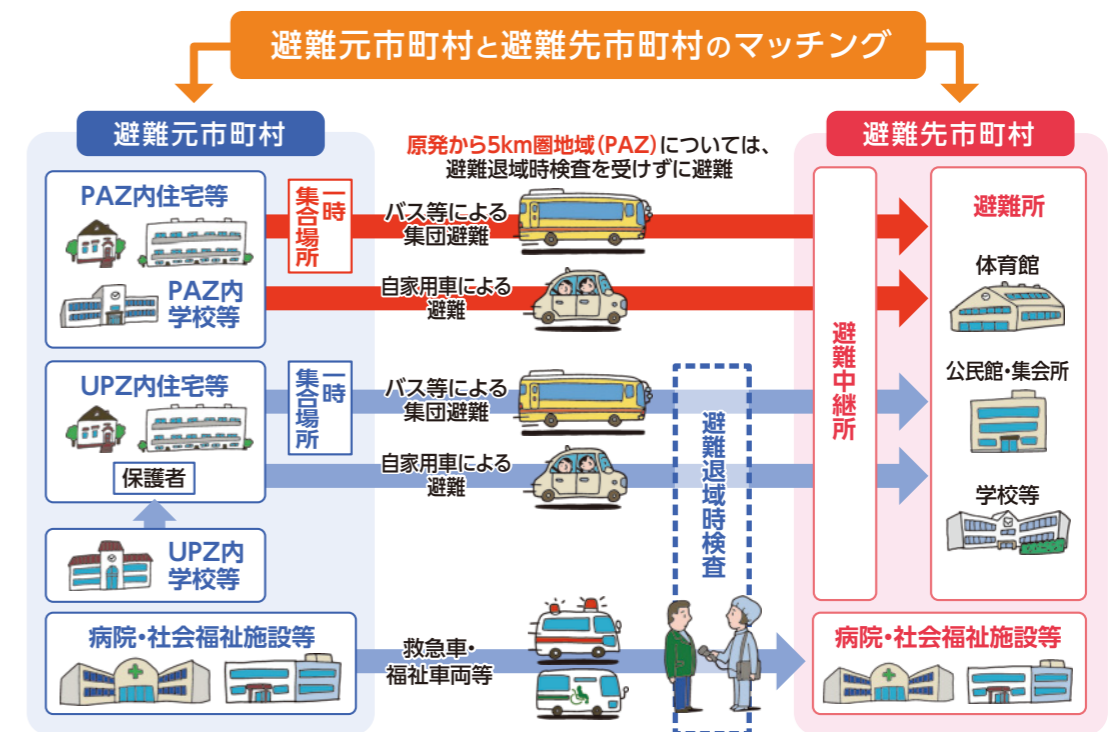 避難元市町村と避難先市町村のマッチング
避難元市町村
避難先市町村
原発から5km圏地域(PAZ)については、
避難退域時検査を受けずに避難
PAZ内住宅等
一時
集合場所
バス等による
集団避難
PAZ内
学校等
自家用車による
避難
UPZ内住宅等
一時
集合場所
バス等による
集団避難
保護者
自家用車による
避難
UPZ内
学校等
病院・社会福祉施設等
救急車・
福祉車両等
避難退域時検査
避難中継所
避難所
体育館
公民館・集会所
学校等
病院・社会福祉施設等